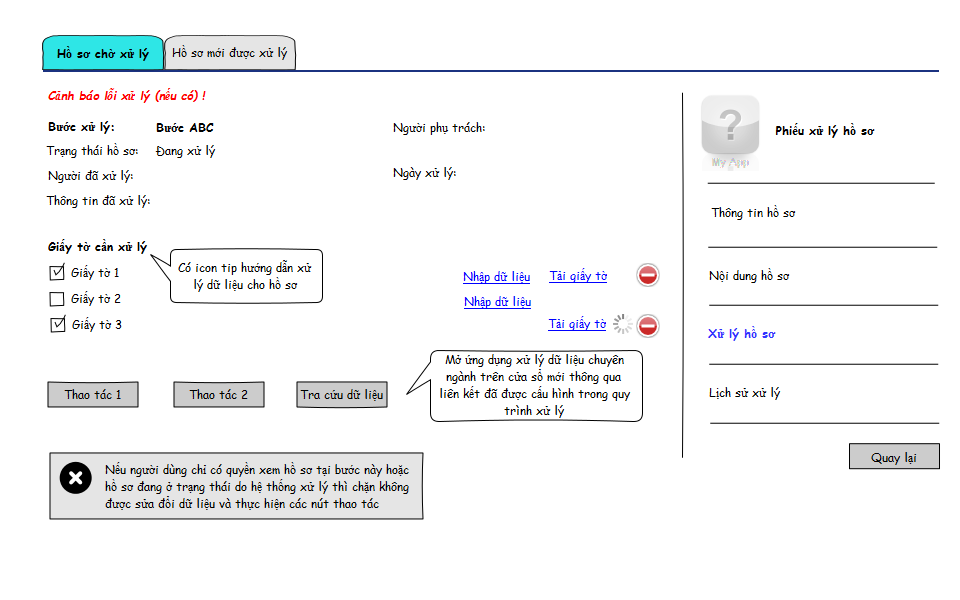 Hồ sơ chờ xử lý
Hồ sơ mới được xử lý
Cảnh báo lỗi xử lý (nếu có) !
Bước xử lý: Bước ABC
Người phụ trách:
Trạng thái hồ sơ: Đang xử lý
Người đã xử lý:
Ngày xử lý:
Thông tin đã xử lý:
Giấy tờ cần xử lý
Có icon tip hướng dẫn xử
lý dữ liệu cho hồ sơ
Giấy tờ 1
Nhập dữ liệu Tải giấy tờ
Giấy tờ 2
Nhập dữ liệu
Giấy tờ 3
Tải giấy tờ
Mở ứng dụng xử lý dữ liệu chuyên
ngành trên cửa sổ mới thông qua
liên kết đã được cấu hình trong quy
trình xử lý
Thao tác 1
Thao tác 2
Tra cứu dữ liệu
Nếu người dùng chỉ có quyền xem hồ sơ tại bước này hoặc
hồ sơ đang ở trạng thái do hệ thống xử lý thì chặn không
được sửa đổi dữ liệu và thực hiện các nút thao tác
?
My App
Phiếu xử lý hồ sơ
Thông tin hồ sơ
Nội dung hồ sơ
Xử lý hồ sơ
Lịch sử xử lý
Quay lại